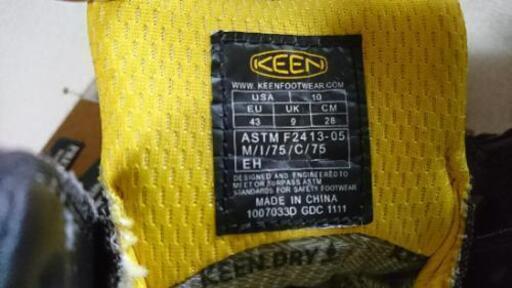 KEEN
WWW.KEENFOOTWEAR.COM
USA 10
EU UK CM
43 9 28
ASTM F2413-05
M/I/75/C/75
EH
DESIGNED AND ENGINEERED TO
MEET OR SURPASS ASTM
STANDARDS FOR SAFETY FOOTWEAR
MADE IN CHINA
1007033D GDC 1111
KEEN-DRY